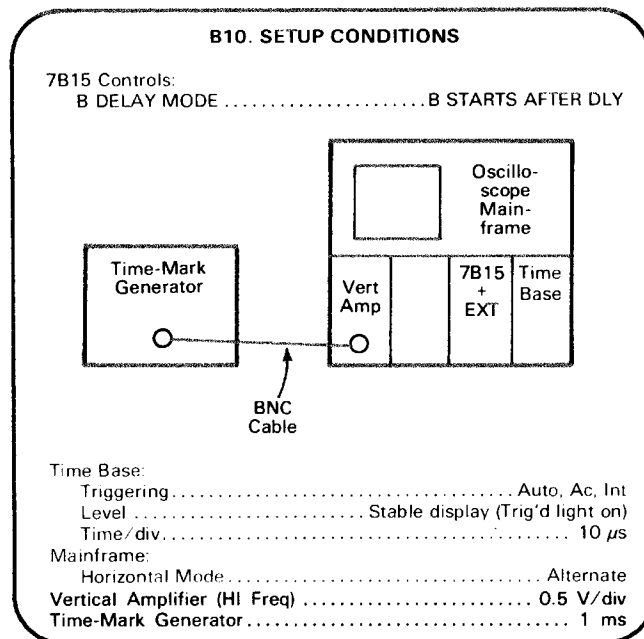 B10. SETUP CONDITIONS
7B15 Controls:
B DELAY MODE ........................ B STARTS AFTER DLY
Oscillo-
scope
Main-
frame
Time-Mark
Generator
Vert
Amp
7B15
+
EXT
Time
Base
BNC
Cable
Time Base:
Triggering ........................................ Auto, Ac, Int
Level ........................ Stable display (Trig'd light on)
Time/div ............................................. 10 μs
Mainframe:
Horizontal Mode .................................. Alternate
Vertical Amplifier (HI Freq) ........................ 0.5 V/div
Time-Mark Generator ................................. 1 ms